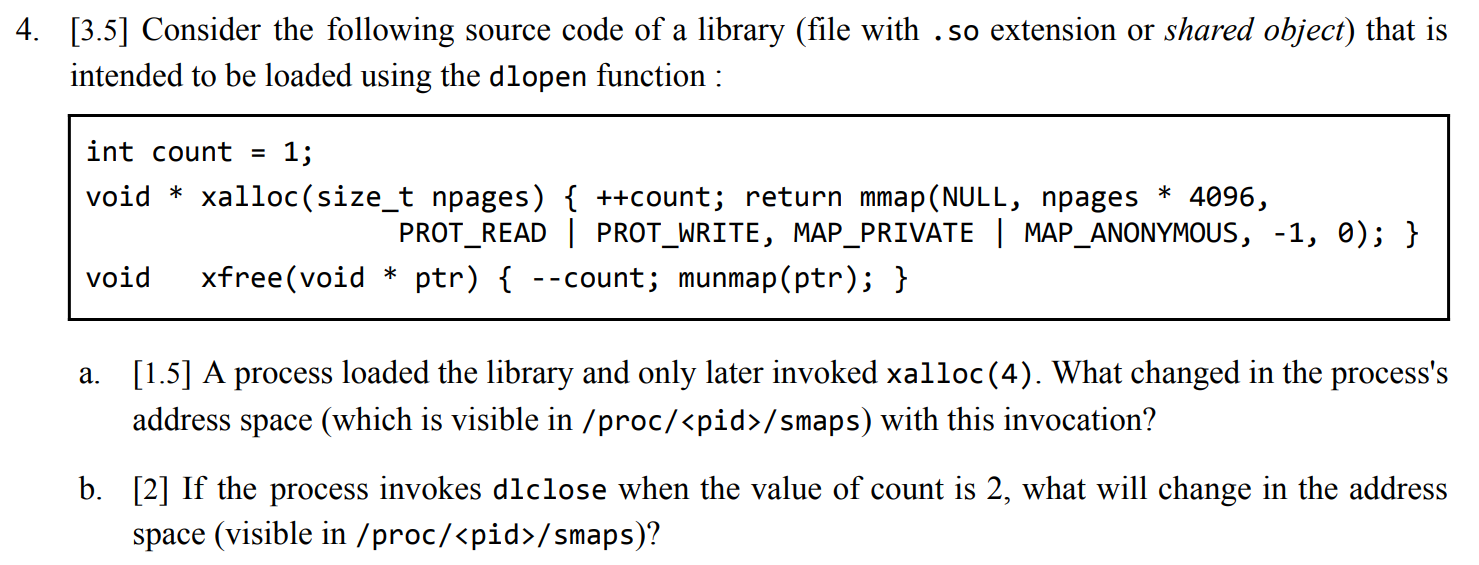 4. [3.5] Consider the following source code of a library (file with .so extension or shared object) that is
intended to be loaded using the dlopen function :
int count = 1;
void * xalloc(size_t npages) { ++count; return mmap(NULL, npages * 4096,
PROT_READ | PROT_WRITE, MAP_PRIVATE | MAP_ANONYMOUS, -1, 0); }
void xfree(void * ptr) { --count; munmap(ptr); }
a. [1.5] A process loaded the library and only later invoked xalloc(4). What changed in the process's
address space (which is visible in /proc/<pid>/smaps) with this invocation?
b. [2] If the process invokes dlclose when the value of count is 2, what will change in the address
space (visible in /proc/<pid>/smaps)?